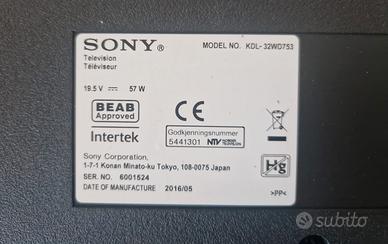 SONY®
MODEL NO. KDL-32WD753
Television
Téléviseur
19.5 V ⎓ 57 W
BEAB
Approved
CE
Intertek
Godkjenningsnummer
5441301 NTV
Sony Corporation
1-7-1 Konan Minato-ku Tokyo, 108-0075 Japan
SER. NO. 6001524
DATE OF MANUFACTURE 2016/05
Hg
>PP<
subito